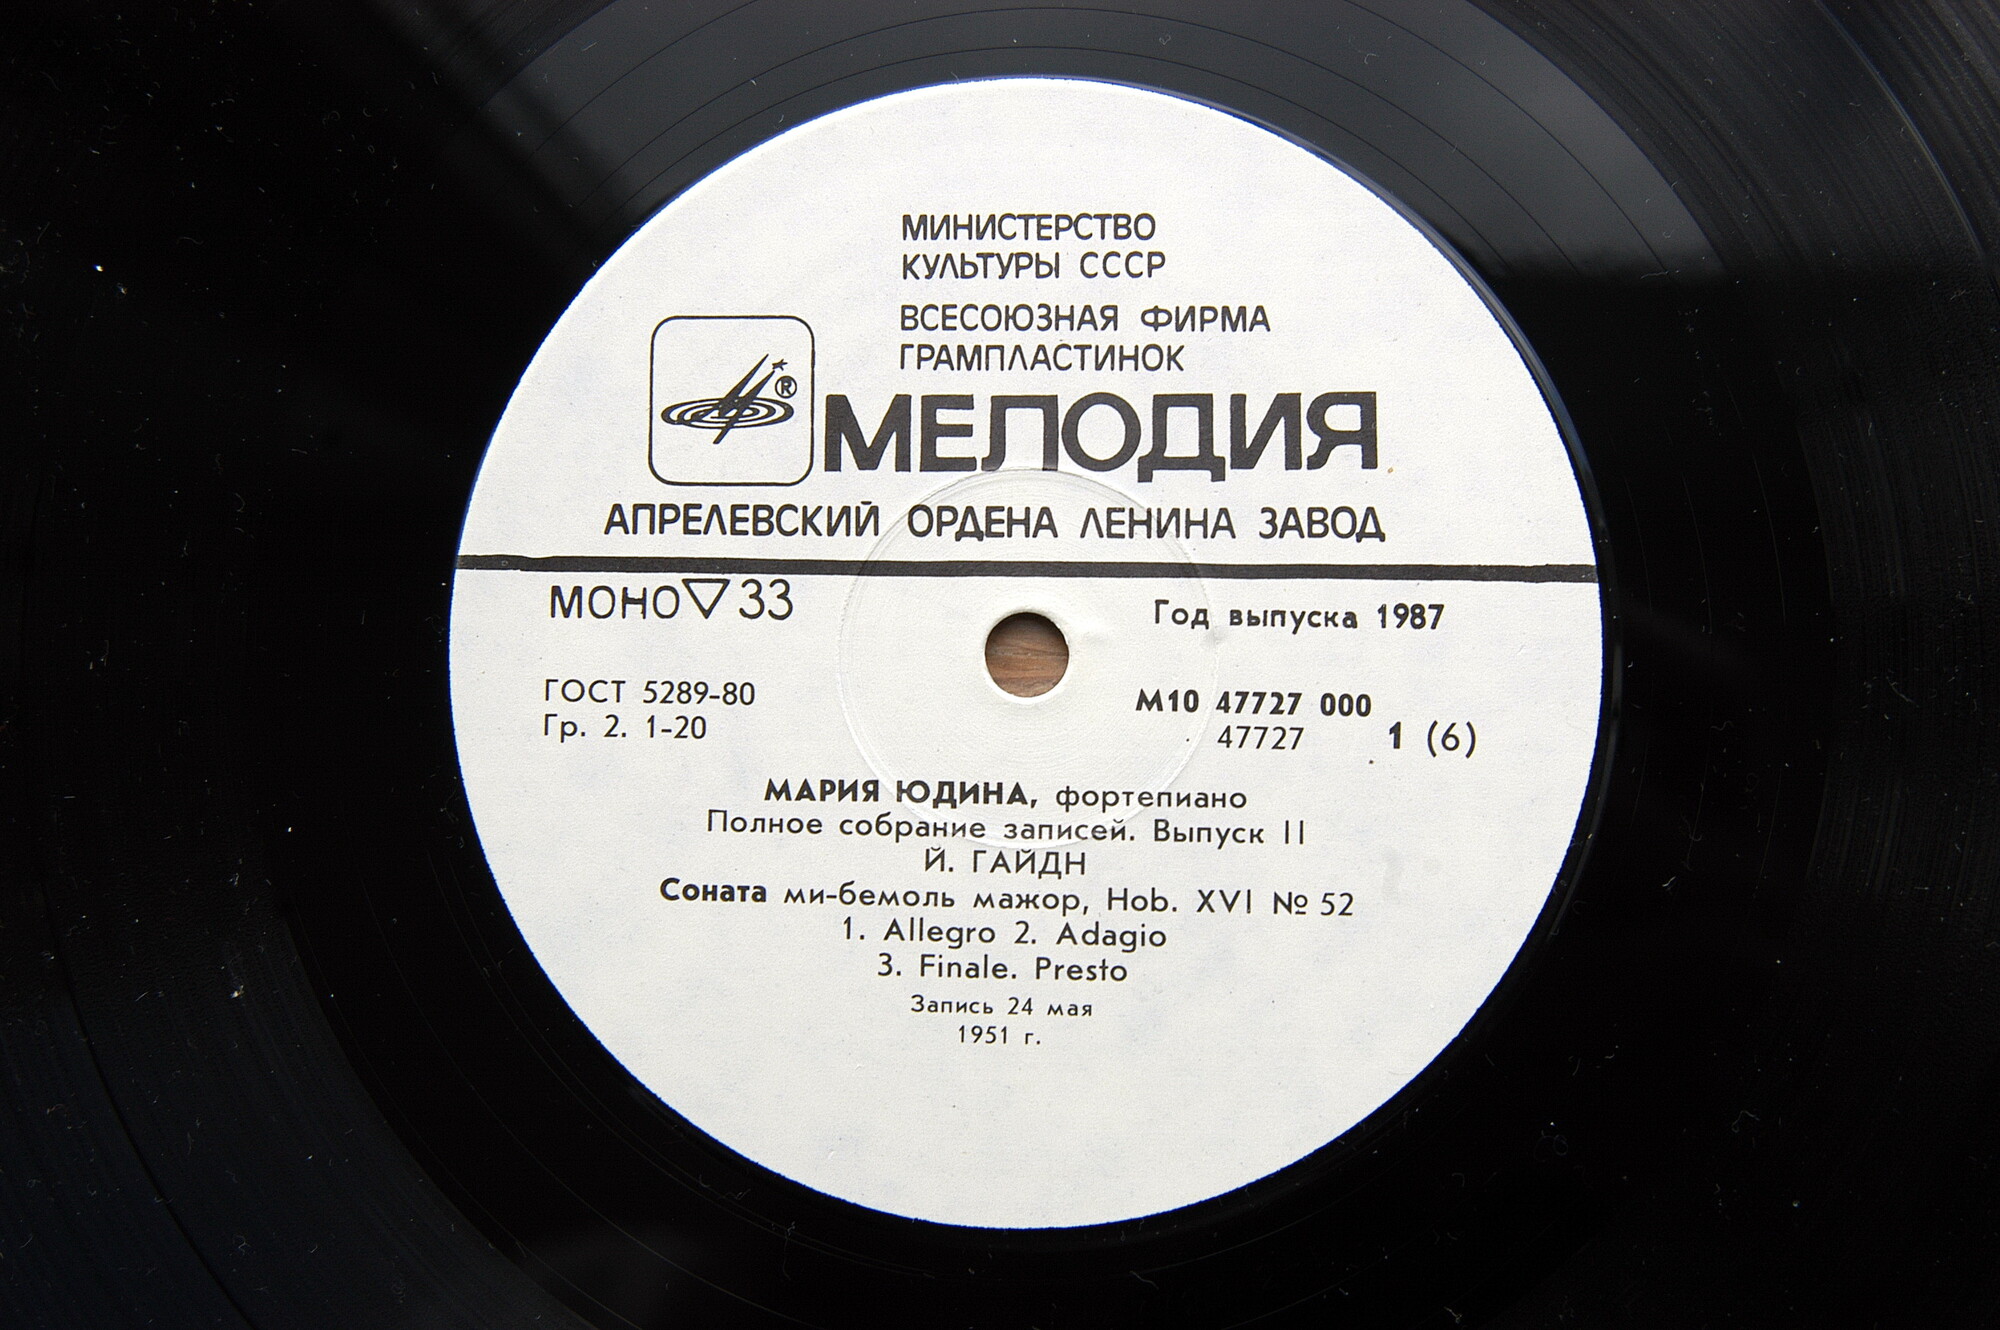 МИНИСТЕРСТВО
КУЛЬТУРЫ СССР
ВСЕСОЮЗНАЯ ФИРМА
ГРАМПЛАСТИНОК
®
МЕЛОДИЯ
АПРЕЛЕВСКИЙ ОРДЕНА ЛЕНИНА ЗАВОД
МОНО ▽ 33
Год выпуска 1987
ГОСТ 5289-80
Гр. 2. 1-20
М10 47727 000
47727 1 (6)
МАРИЯ ЮДИНА, фортепиано
Полное собрание записей. Выпуск II
Й. ГАЙДН
Соната ми-бемоль мажор, Hob. XVI № 52
1. Allegro 2. Adagio
3. Finale. Presto
Запись 24 мая
1951 г.